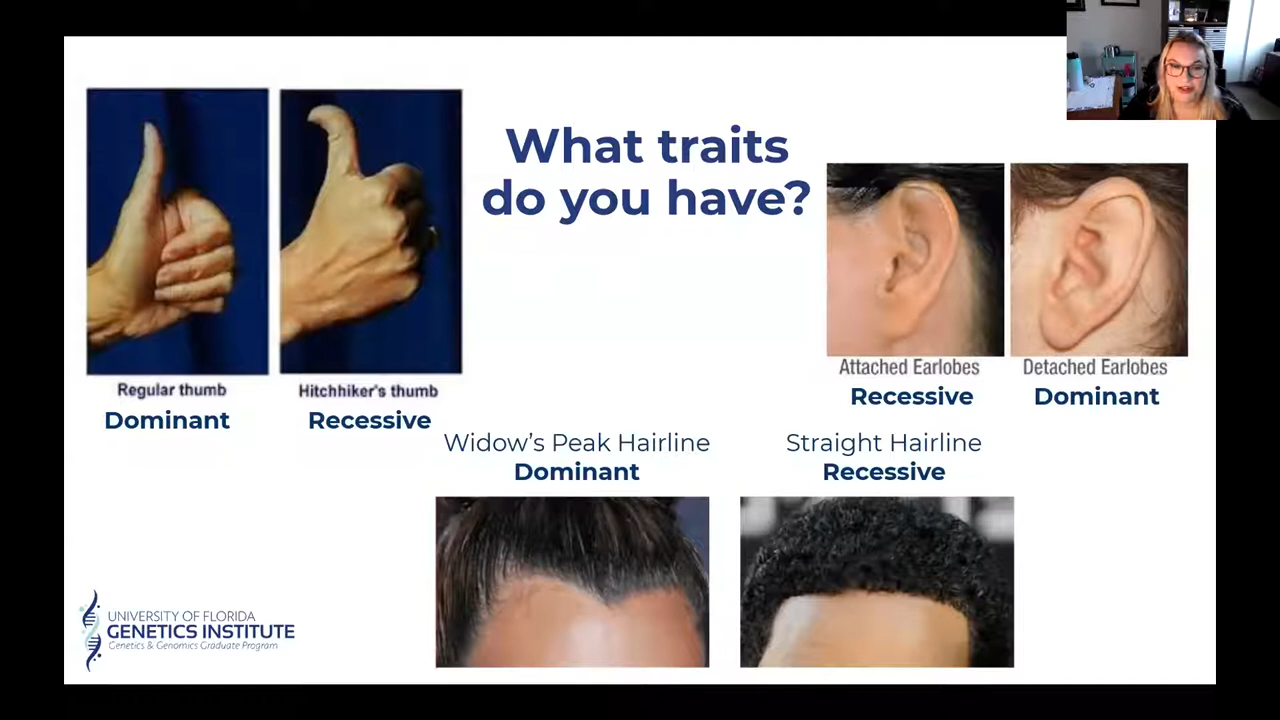 What traits
do you have?
Regular thumb
Dominant
Hitchhiker's thumb
Recessive
Attached Earlobes
Recessive
Detached Earlobes
Dominant
Widow's Peak Hairline
Dominant
Straight Hairline
Recessive
UNIVERSITY OF FLORIDA
GENETICS INSTITUTE
Genetics & Genomics Graduate Program